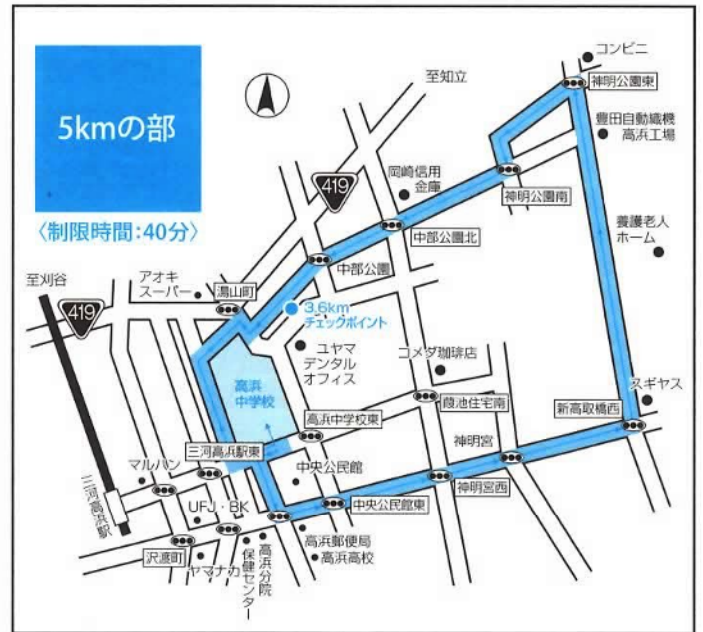 5kmの部
〈制限時間:40分〉
至知立
コンビニ
神明公園東
豊田自動織機
高浜工場
岡崎信用
金庫
419
神明公園南
養護老人
ホーム
中部公園北
中部公園
至刈谷
アオキ
スーパー
湯山町
419
3.6km
チェックポイント
ユヤマ
デンタル
オフィス
コメダ珈琲店
スギヤス
高浜
中学校
葭池住宅南
新高取橋西
高浜中学校東
神明宮
三河高浜駅東
マルハン
中央公民館
神明宮西
三河高浜駅
UFJ・BK
中央公民館東
沢渡町
ヤマナカ
保健センター
高浜分院
高浜郵便局
高浜高校